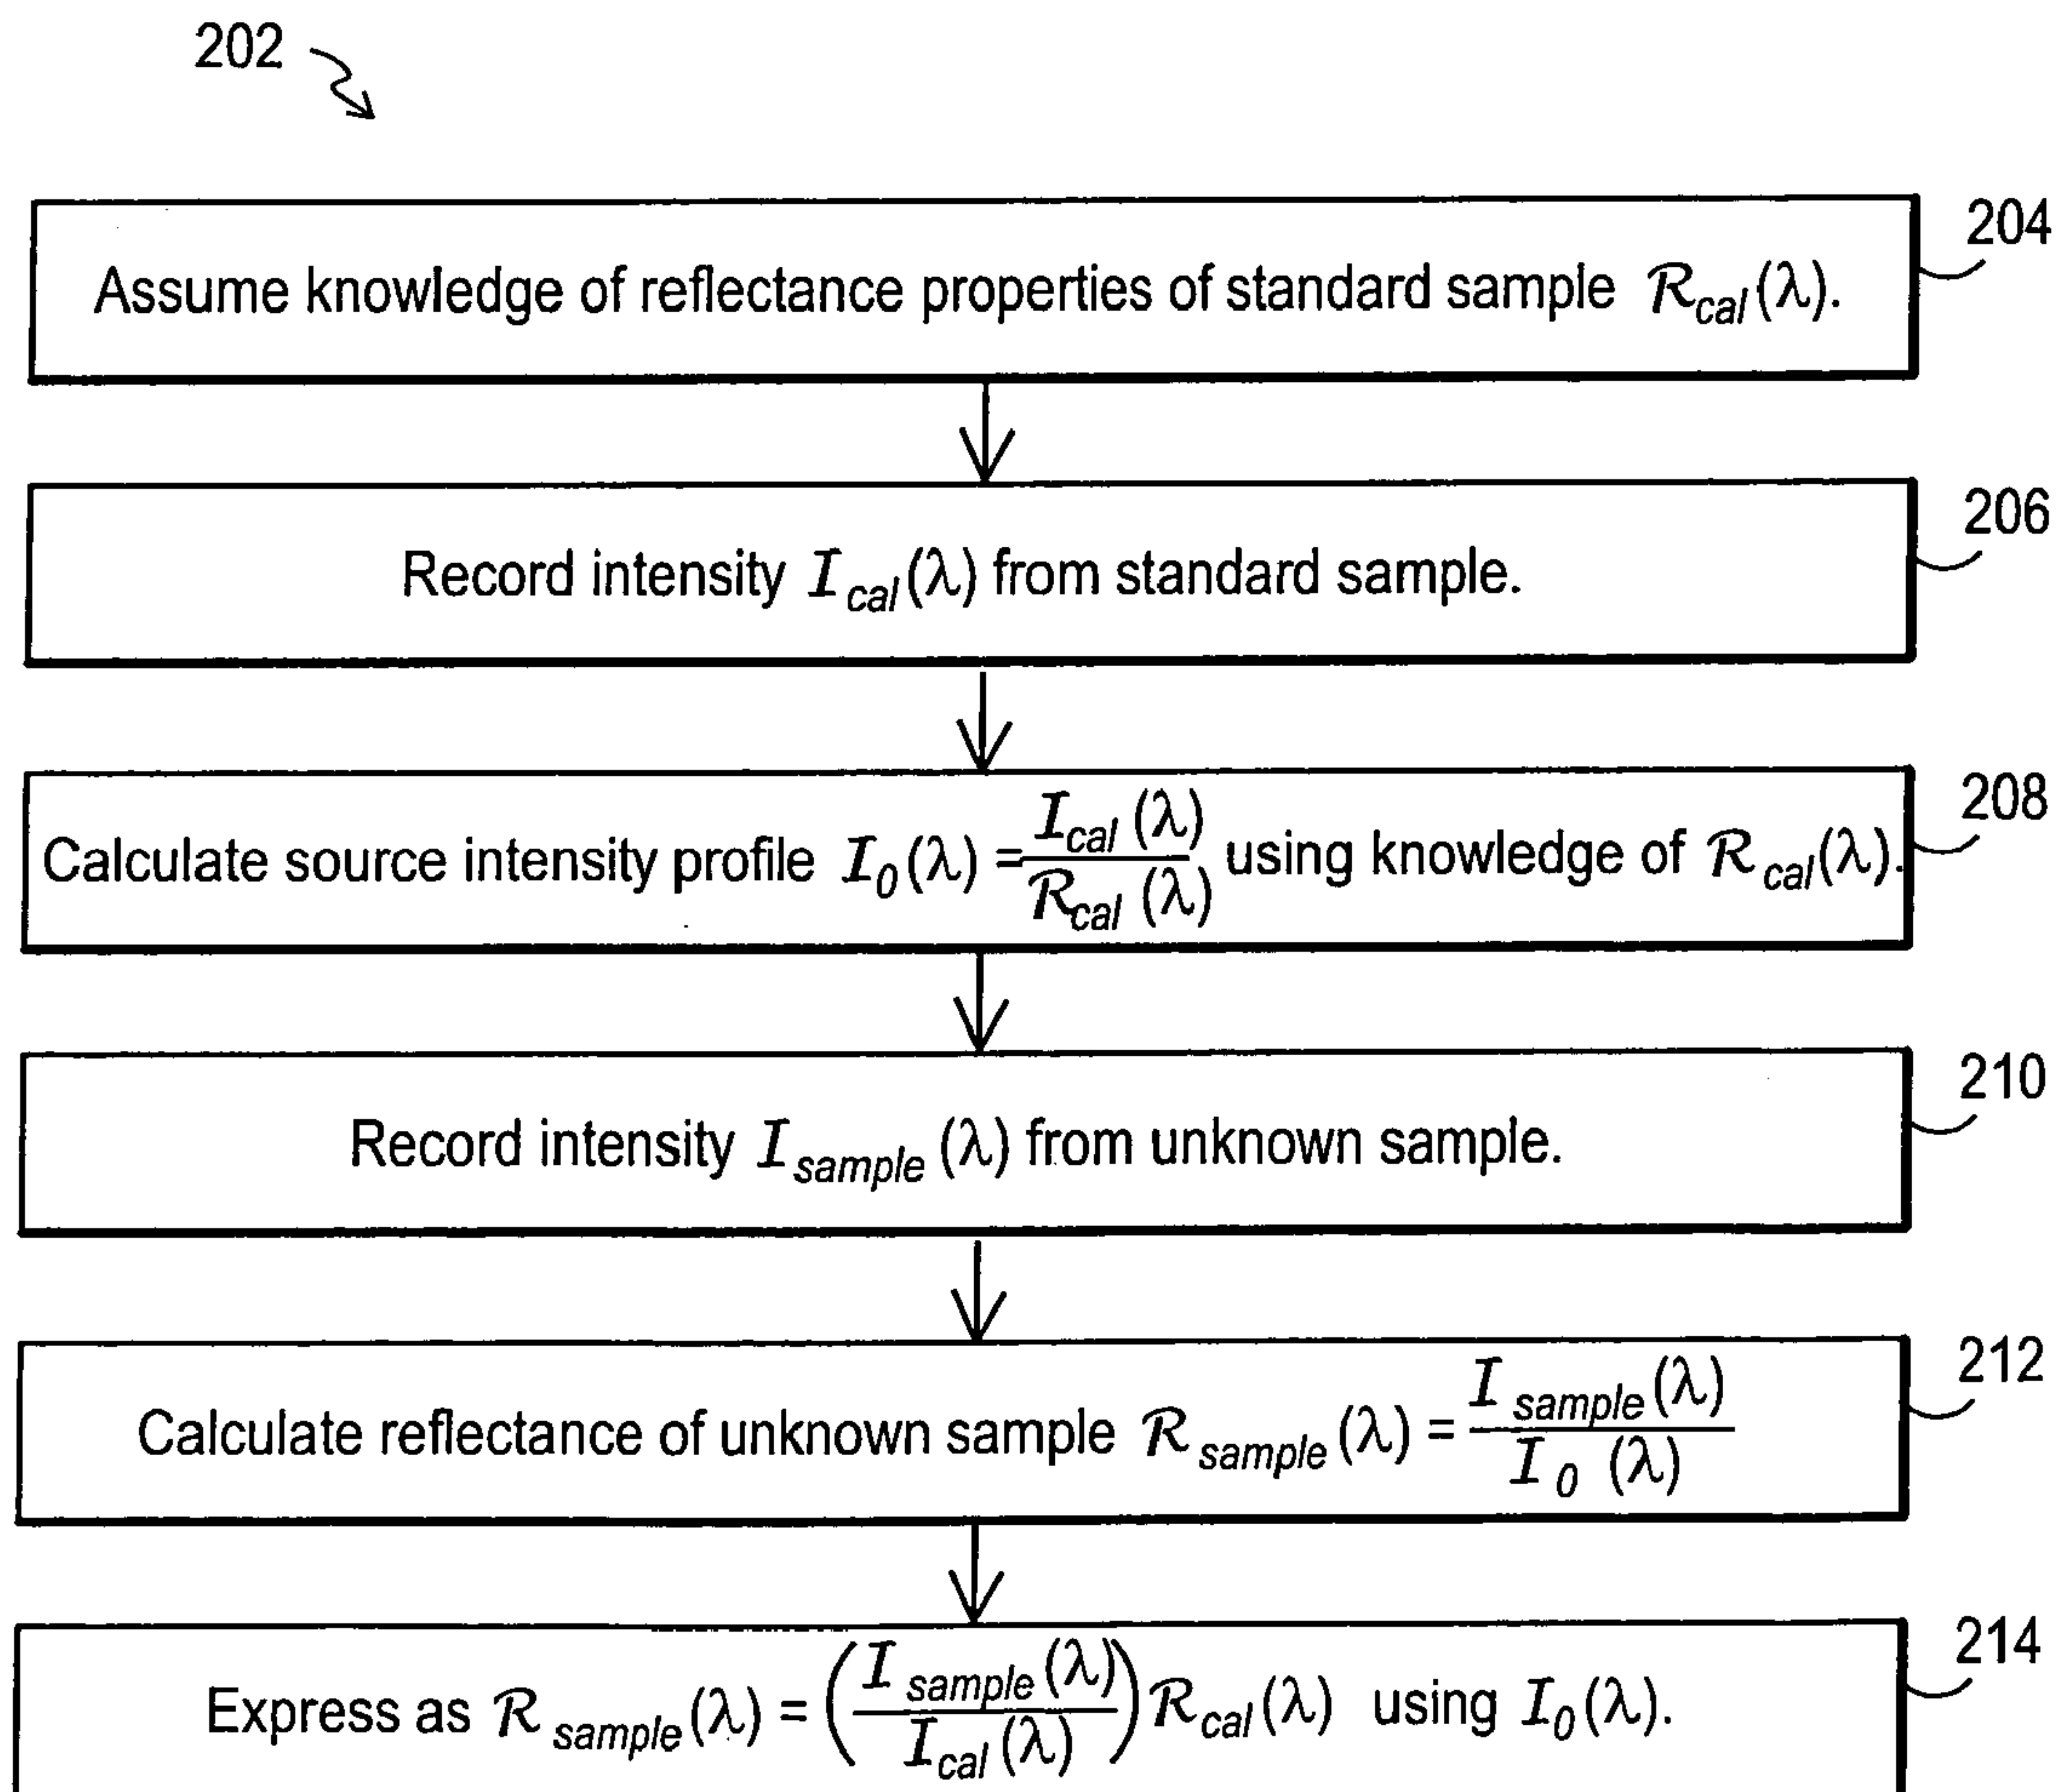 202
204
Assume knowledge of reflectance properties of standard sample ℛcal(λ).
206
Record intensity Ical(λ) from standard sample.
208
Calculate source intensity profile I0(λ) = Ical(λ) / ℛcal(λ) using knowledge of ℛcal(λ).
210
Record intensity Isample(λ) from unknown sample.
212
Calculate reflectance of unknown sample ℛsample(λ) = Isample(λ) / I0(λ)
214
Express as ℛsample(λ) = (Isample(λ) / Ical(λ)) ℛcal(λ) using I0(λ).